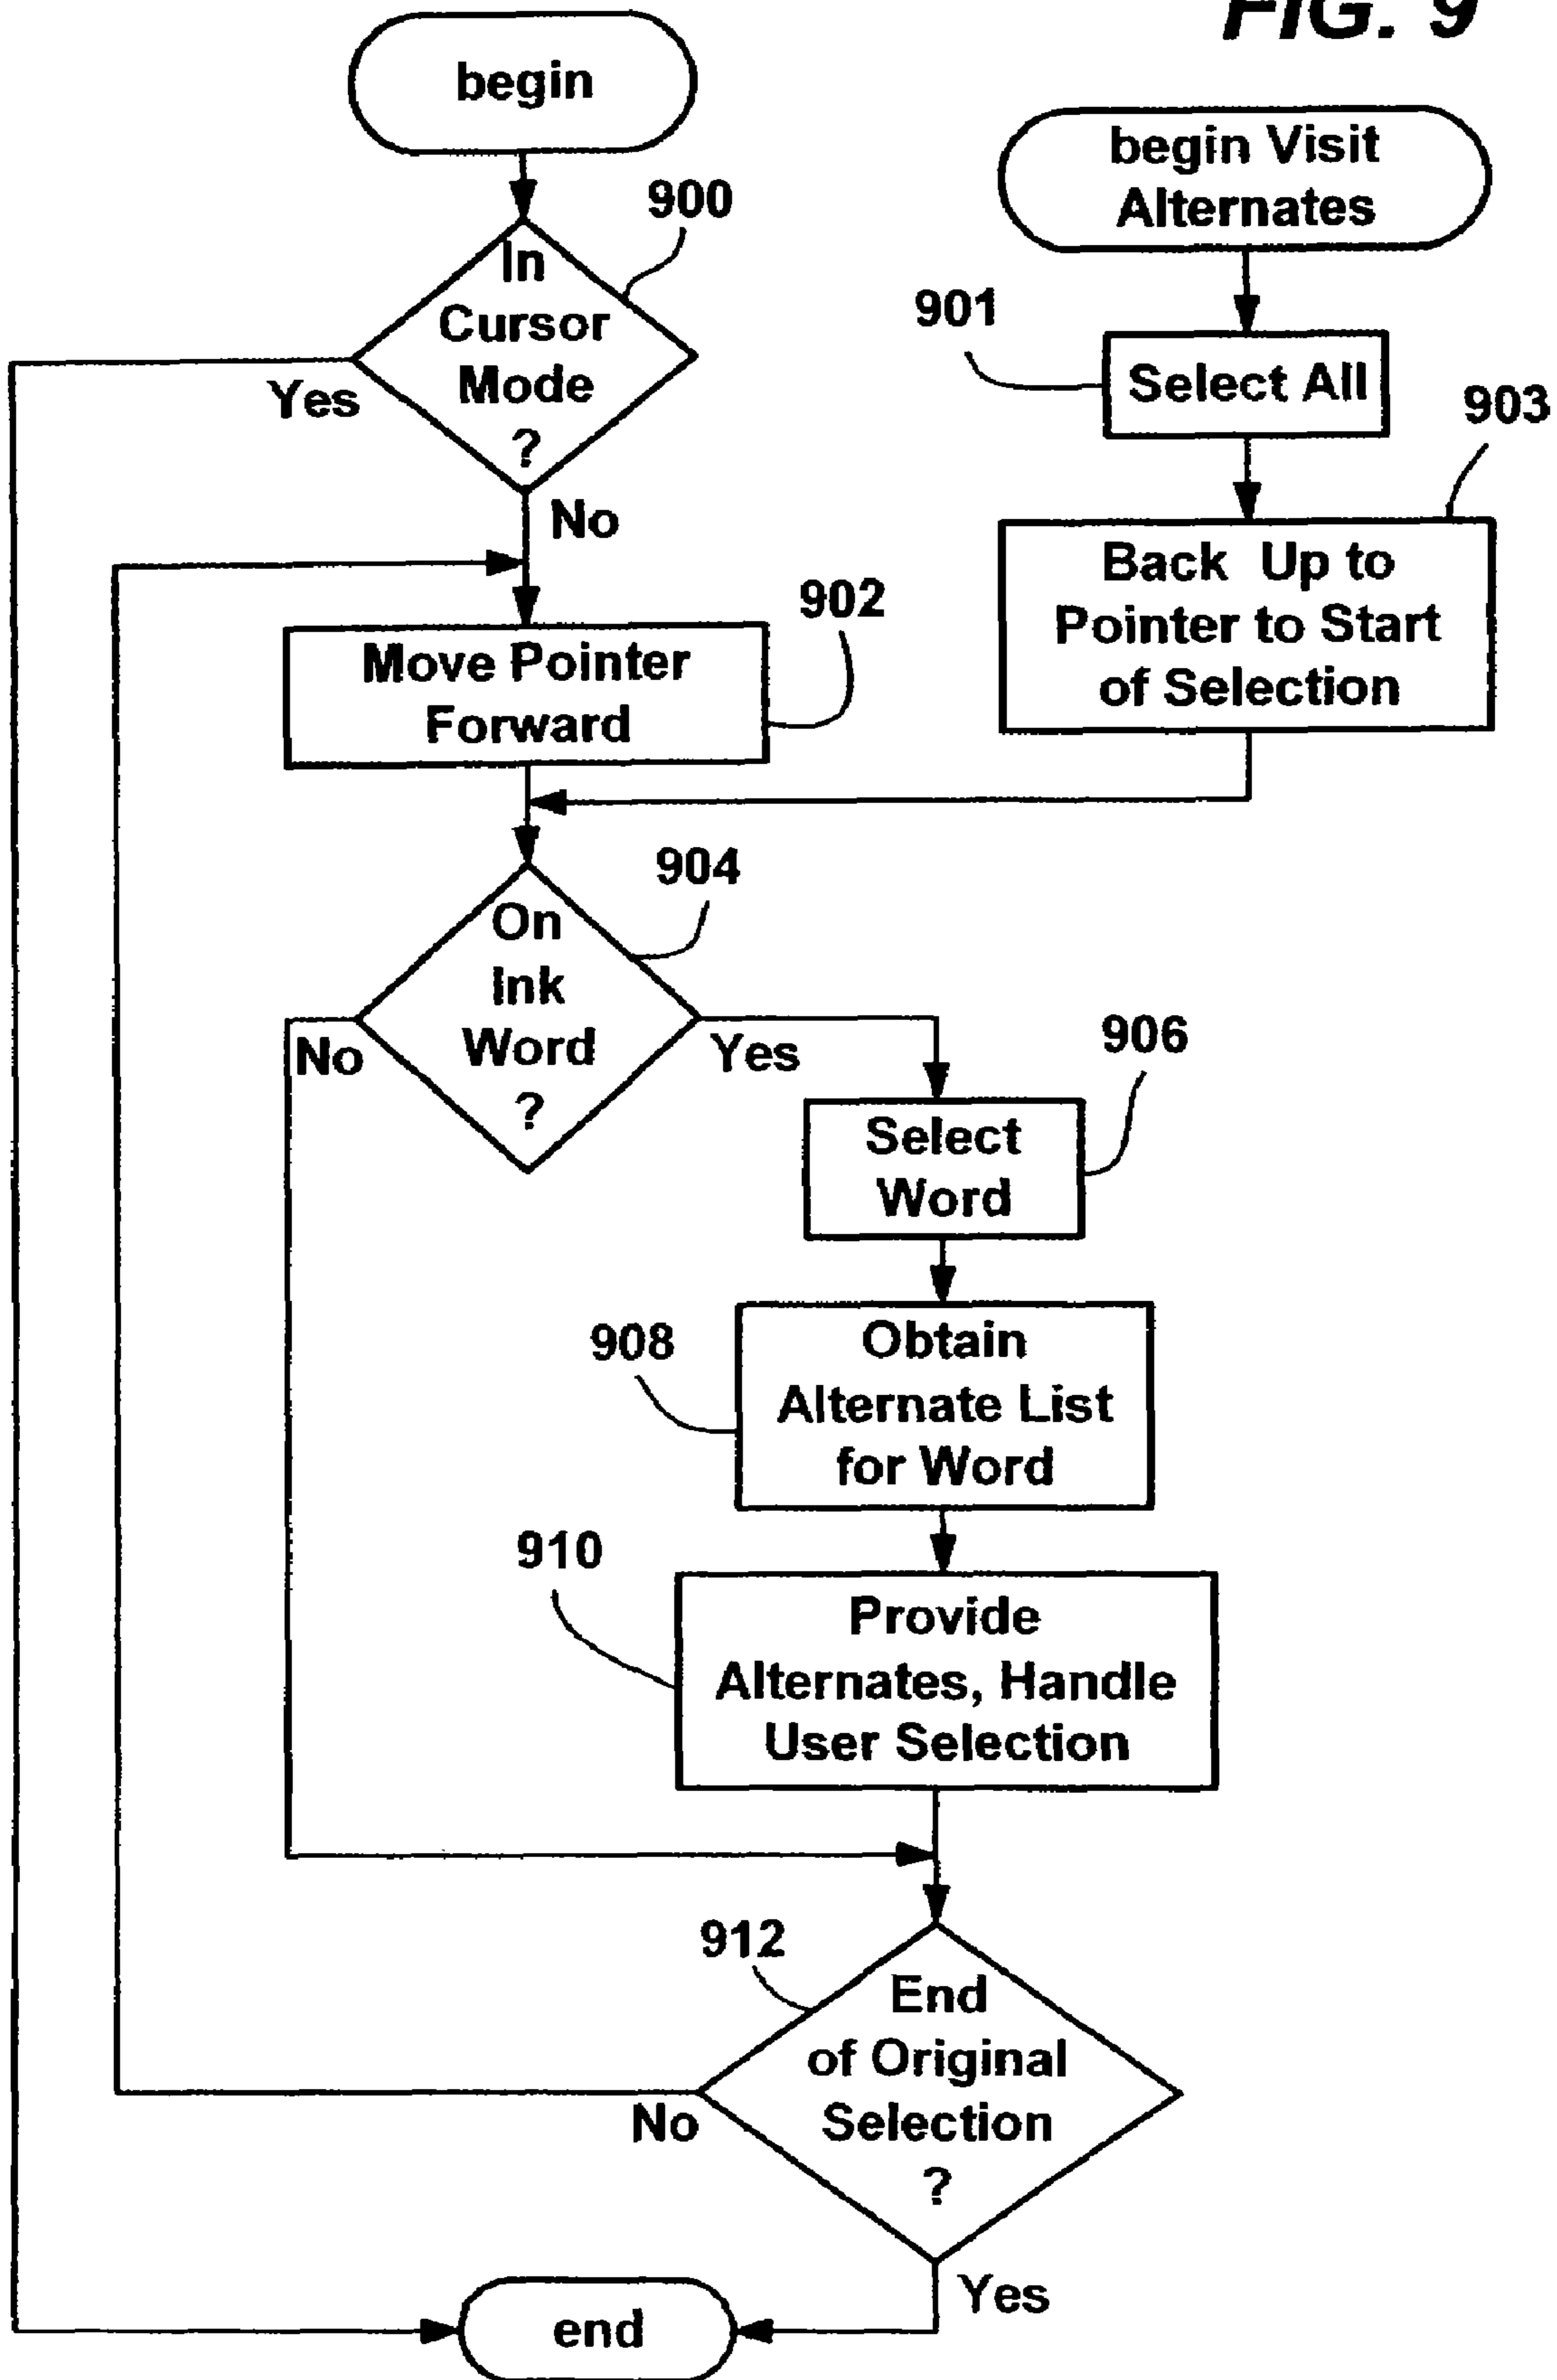 FIG. 9
begin
begin Visit
Alternates
900
In
Cursor
Mode
?
Yes
No
901
Select All
903
Back Up to
Pointer to Start
of Selection
902
Move Pointer
Forward
904
On
Ink
Word
?
No
Yes
906
Select
Word
908
Obtain
Alternate List
for Word
910
Provide
Alternates, Handle
User Selection
912
End
of Original
Selection
?
No
Yes
end